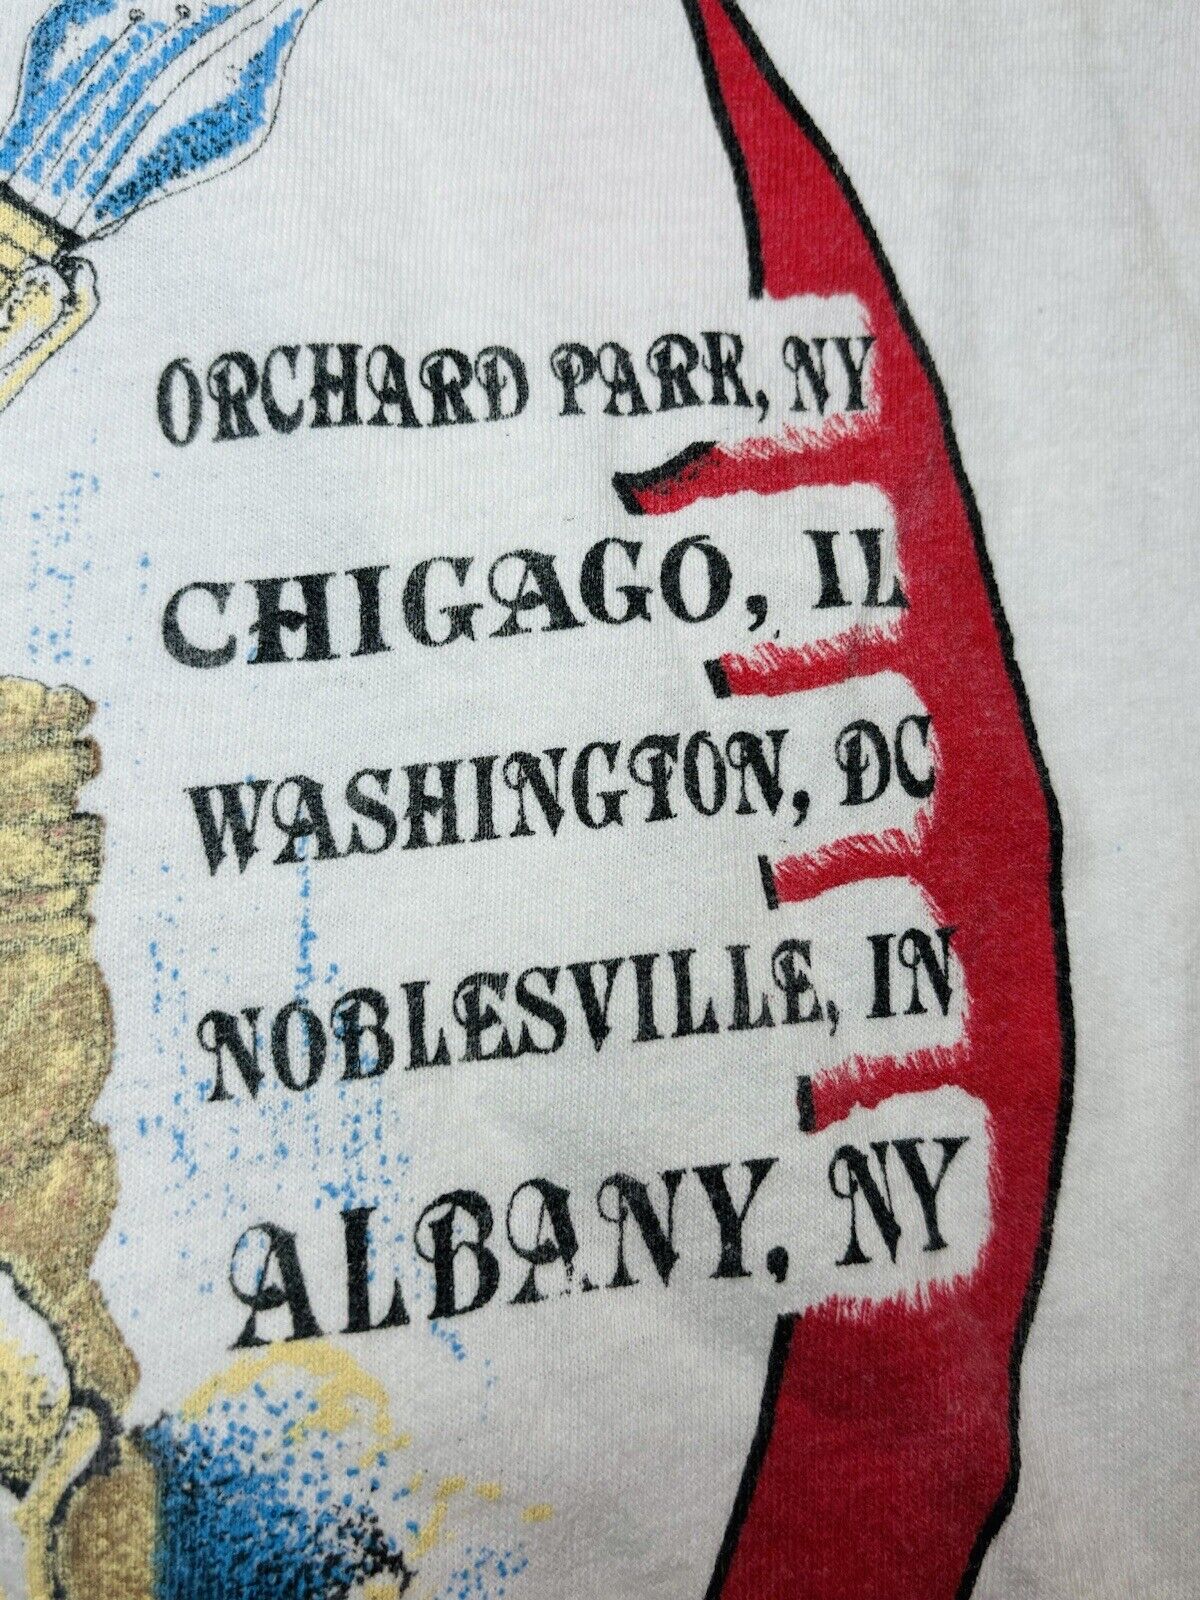 ORCHARD PARK, NY
CHIGAGO, IL
WASHINGTON, DC
NOBLESVILLE, IN
ALBANY, NY